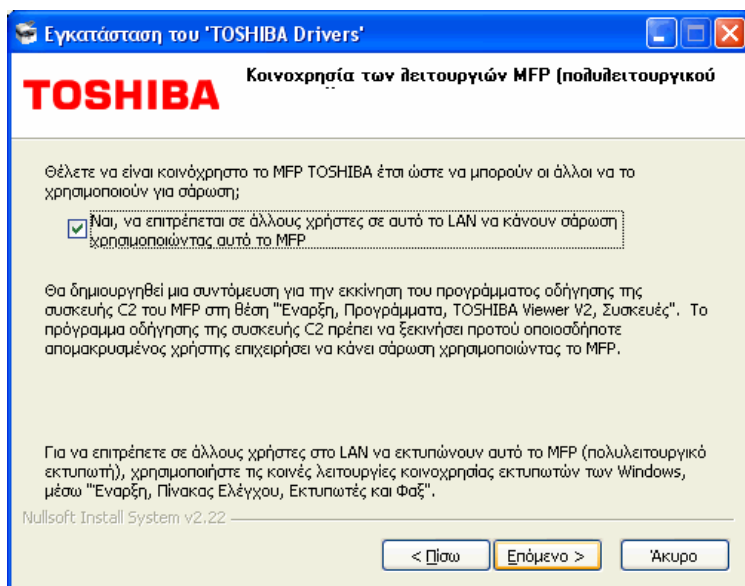 Εγκατάσταση του 'TOSHIBA Drivers'
TOSHIBA
Κοινοχρησία των λειτουργιών MFP (πολυλειτουργικού
Θέλετε να είναι κοινόχρηστο το MFP TOSHIBA έτσι ώστε να μπορούν οι άλλοι να το
χρησιμοποιούν για σάρωση;
Ναι, να επιτρέπεται σε άλλους χρήστες σε αυτό το LAN να κάνουν σάρωση
χρησιμοποιώντας αυτό το MFP
Θα δημιουργηθεί μια συντόμευση για την εκκίνηση του προγράμματος οδήγησης της
συσκευής C2 του MFP στη θέση "Έναρξη, Προγράμματα, TOSHIBA Viewer V2, Συσκευές". Το
πρόγραμμα οδήγησης της συσκευής C2 πρέπει να ξεκινήσει προτού οποιοσδήποτε
απομακρυσμένος χρήστης επιχειρήσει να κάνει σάρωση χρησιμοποιώντας το MFP.
Για να επιτρέπετε σε άλλους χρήστες στο LAN να εκτυπώνουν αυτό το MFP (πολυλειτουργικό
εκτυπωτή), χρησιμοποιήστε τις κοινές λειτουργίες κοινοχρησίας εκτυπωτών των Windows,
μέσω "Έναρξη, Πίνακας Ελέγχου, Εκτυπωτές και Φαξ".
Nullsoft Install System v2.22
< Πίσω
Επόμενο >
Άκυρο